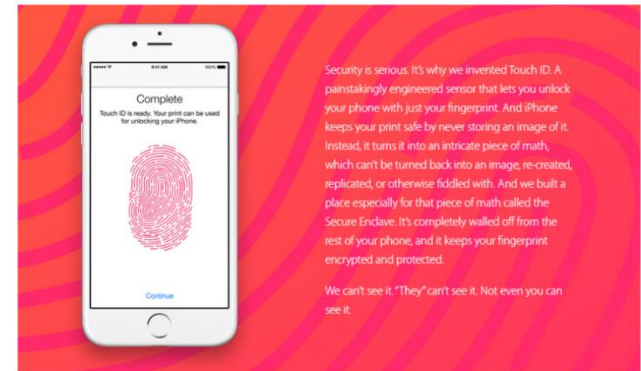 9:41 AM 100%
Complete
Touch ID is ready. Your print can be used
for unlocking your iPhone.
Continue
Security is serious. It's why we invented Touch ID. A
painstakingly engineered sensor that lets you unlock
your phone with just your fingerprint. And iPhone
keeps your print safe by never storing an image of it.
Instead, it turns it into an intricate piece of math,
which can't be turned back into an image, re-created,
replicated, or otherwise fiddled with. And we built a
place especially for that piece of math called the
Secure Enclave. It's completely walled off from the
rest of your phone, and it keeps your fingerprint
encrypted and protected.
We can't see it. "They" can't see it. Not even you can
see it.